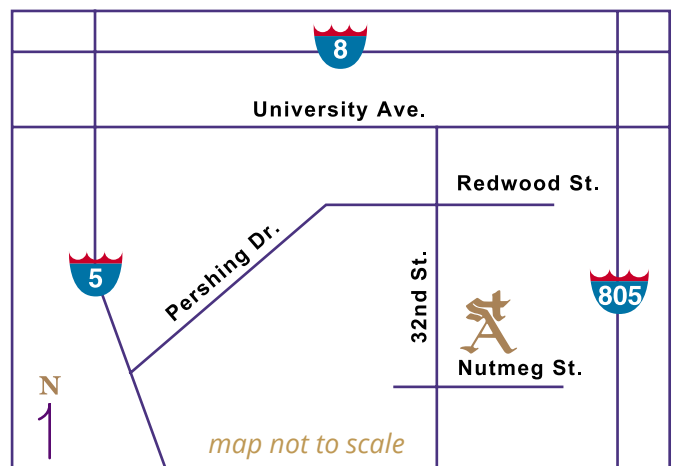 8
University Ave.
Redwood St.
Pershing Dr.
5
32nd St.
805
st
A
Nutmeg St.
N
map not to scale